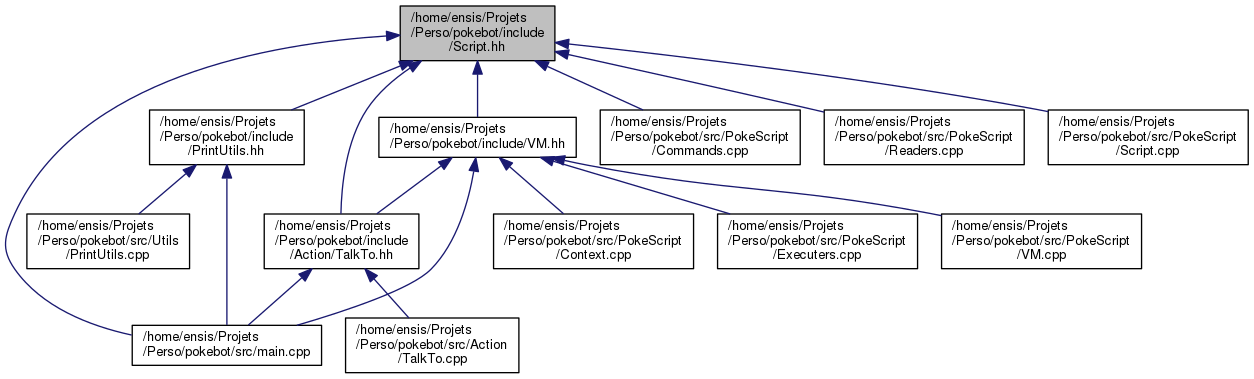 /home/ensis/Projets
/Perso/pokebot/include
/Script.hh
/home/ensis/Projets
/Perso/pokebot/include
/PrintUtils.hh
/home/ensis/Projets
/Perso/pokebot/include/VM.hh
/home/ensis/Projets
/Perso/pokebot/src/PokeScript
/Commands.cpp
/home/ensis/Projets
/Perso/pokebot/src/PokeScript
/Readers.cpp
/home/ensis/Projets
/Perso/pokebot/src/PokeScript
/Script.cpp
/home/ensis/Projets
/Perso/pokebot/src/Utils
/PrintUtils.cpp
/home/ensis/Projets
/Perso/pokebot/include
/Action/TalkTo.hh
/home/ensis/Projets
/Perso/pokebot/src/PokeScript
/Context.cpp
/home/ensis/Projets
/Perso/pokebot/src/PokeScript
/Executers.cpp
/home/ensis/Projets
/Perso/pokebot/src/PokeScript
/VM.cpp
/home/ensis/Projets
/Perso/pokebot/src/main.cpp
/home/ensis/Projets
/Perso/pokebot/src/Action
/TalkTo.cpp